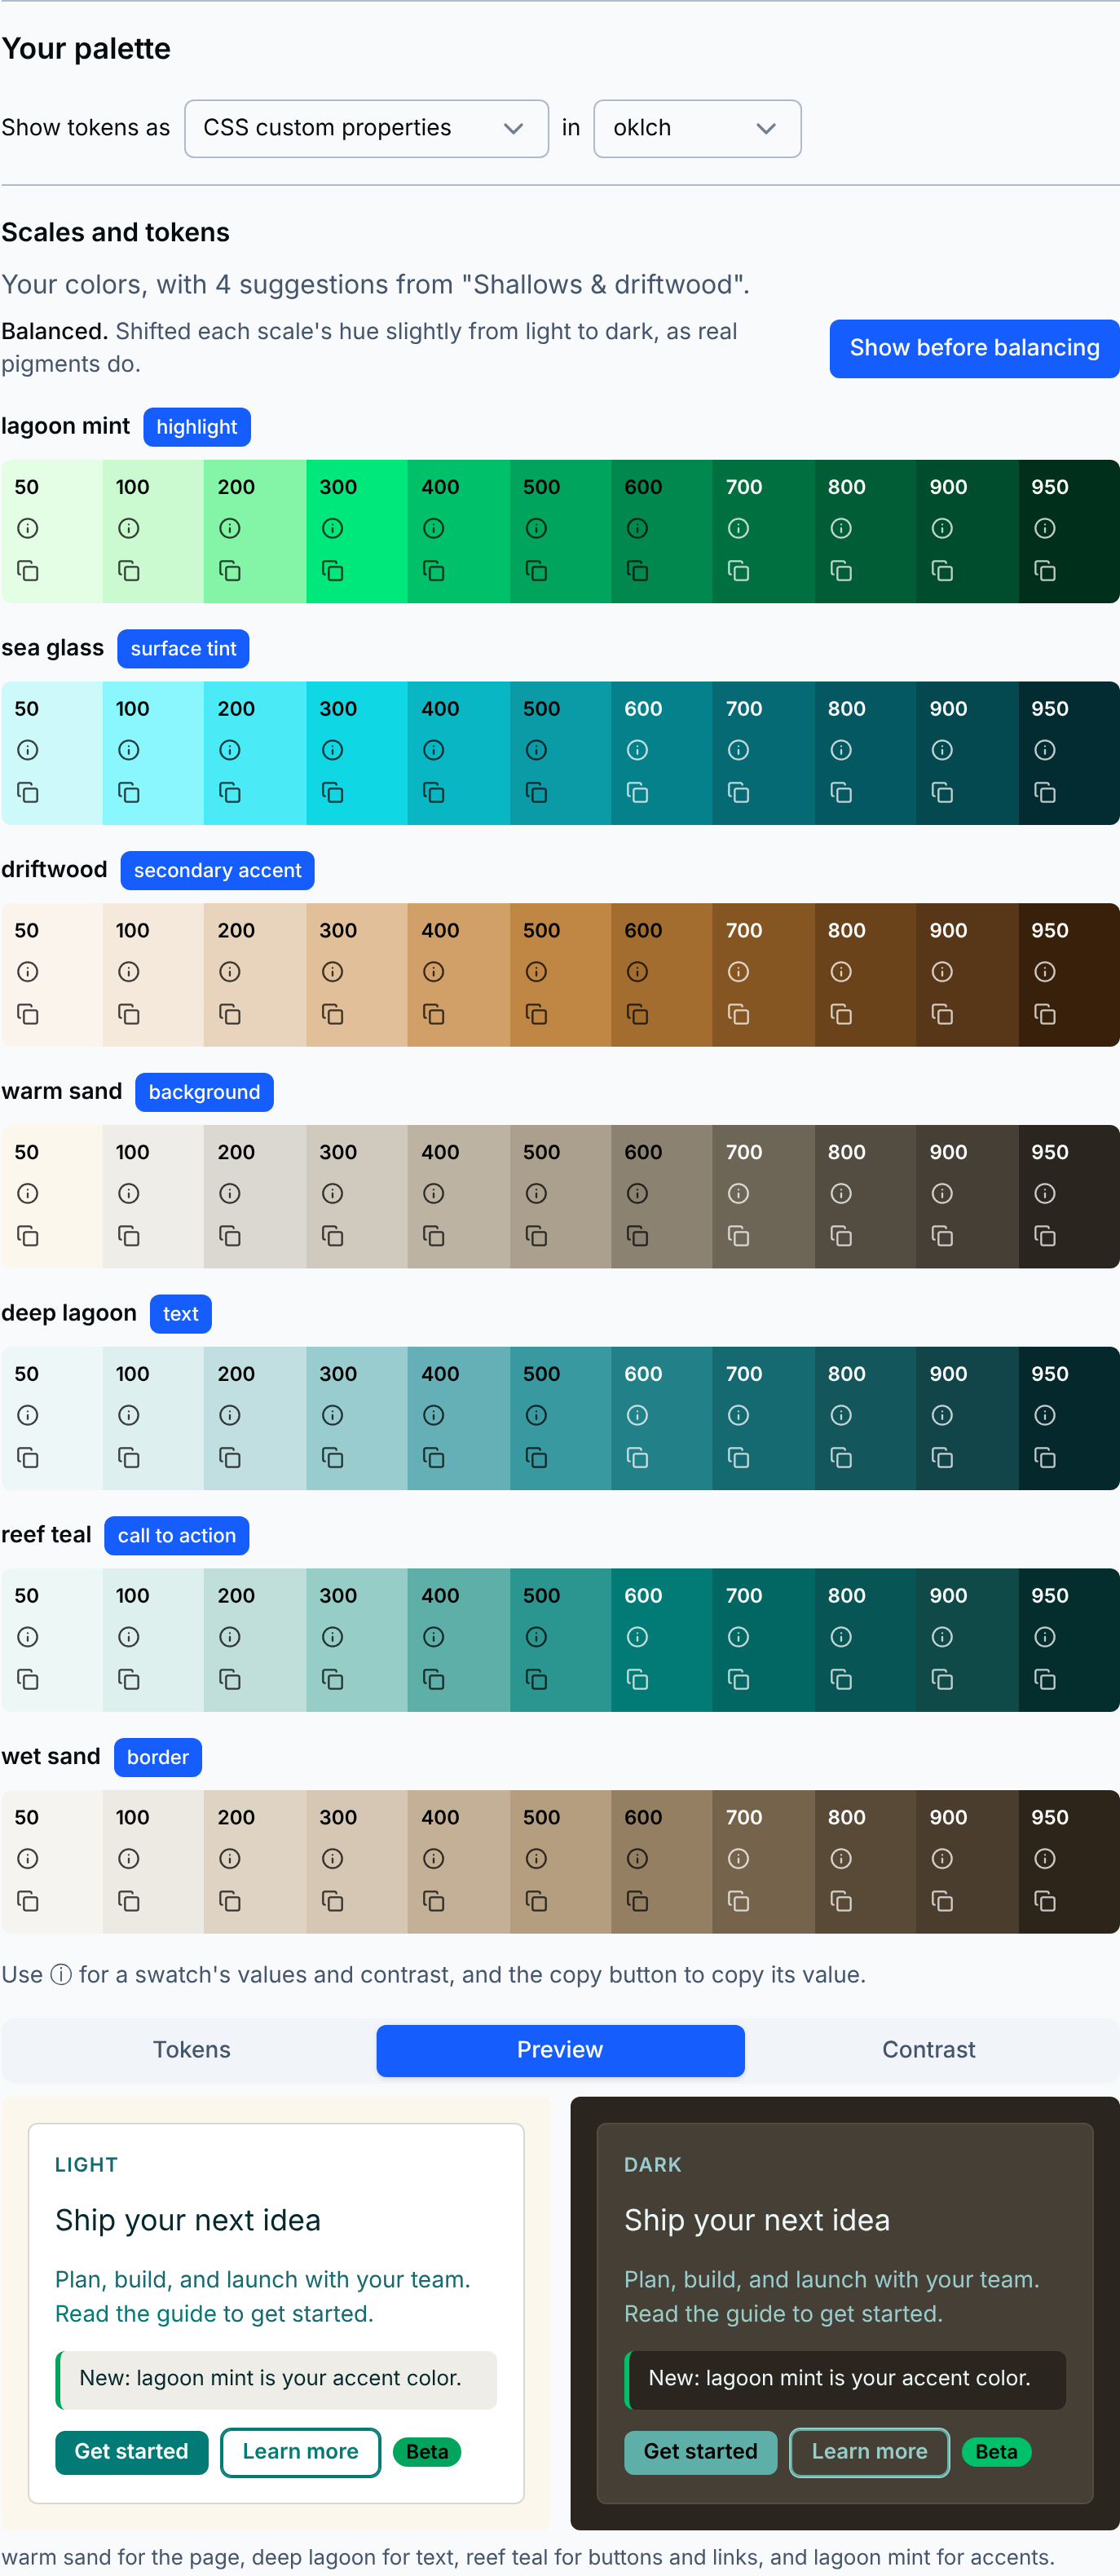 Your palette
Show tokens as CSS custom properties in oklch
Scales and tokens
Your colors, with 4 suggestions from "Shallows & driftwood".
Balanced. Shifted each scale's hue slightly from light to dark, as real
pigments do.
Show before balancing
lagoon mint highlight
50 100 200 300 400 500 600 700 800 900 950
sea glass surface tint
50 100 200 300 400 500 600 700 800 900 950
driftwood secondary accent
50 100 200 300 400 500 600 700 800 900 950
warm sand background
50 100 200 300 400 500 600 700 800 900 950
deep lagoon text
50 100 200 300 400 500 600 700 800 900 950
reef teal call to action
50 100 200 300 400 500 600 700 800 900 950
wet sand border
50 100 200 300 400 500 600 700 800 900 950
Use ⓘ for a swatch's values and contrast, and the copy button to copy its value.
Tokens Preview Contrast
LIGHT
Ship your next idea
Plan, build, and launch with your team.
Read the guide to get started.
New: lagoon mint is your accent color.
Get started Learn more Beta
DARK
Ship your next idea
Plan, build, and launch with your team.
Read the guide to get started.
New: lagoon mint is your accent color.
Get started Learn more Beta
warm sand for the page, deep lagoon for text, reef teal for buttons and links, and lagoon mint for accents.